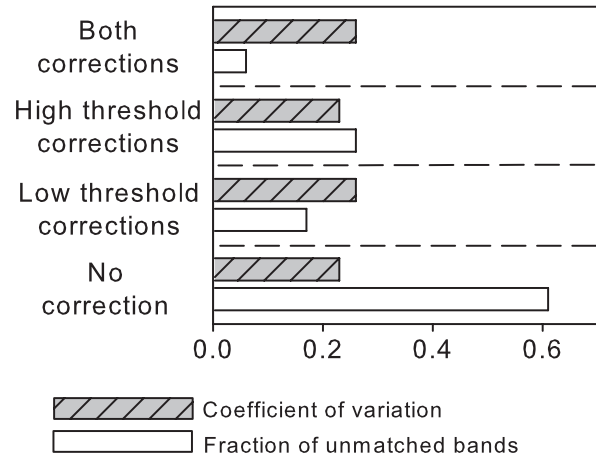 Both
corrections
High threshold
corrections
Low threshold
corrections
No
correction
0.0 0.2 0.4 0.6
Coefficient of variation
Fraction of unmatched bands